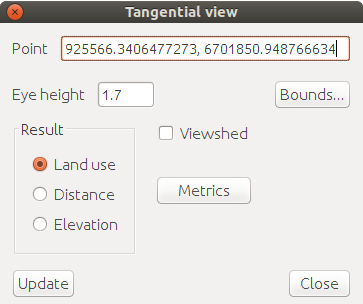 Tangential view
Point 925566.3406477273, 6701850.948766634
Eye height 1.7 Bounds...
Result Viewshed
Land use
Distance Metrics
Elevation
Update Close